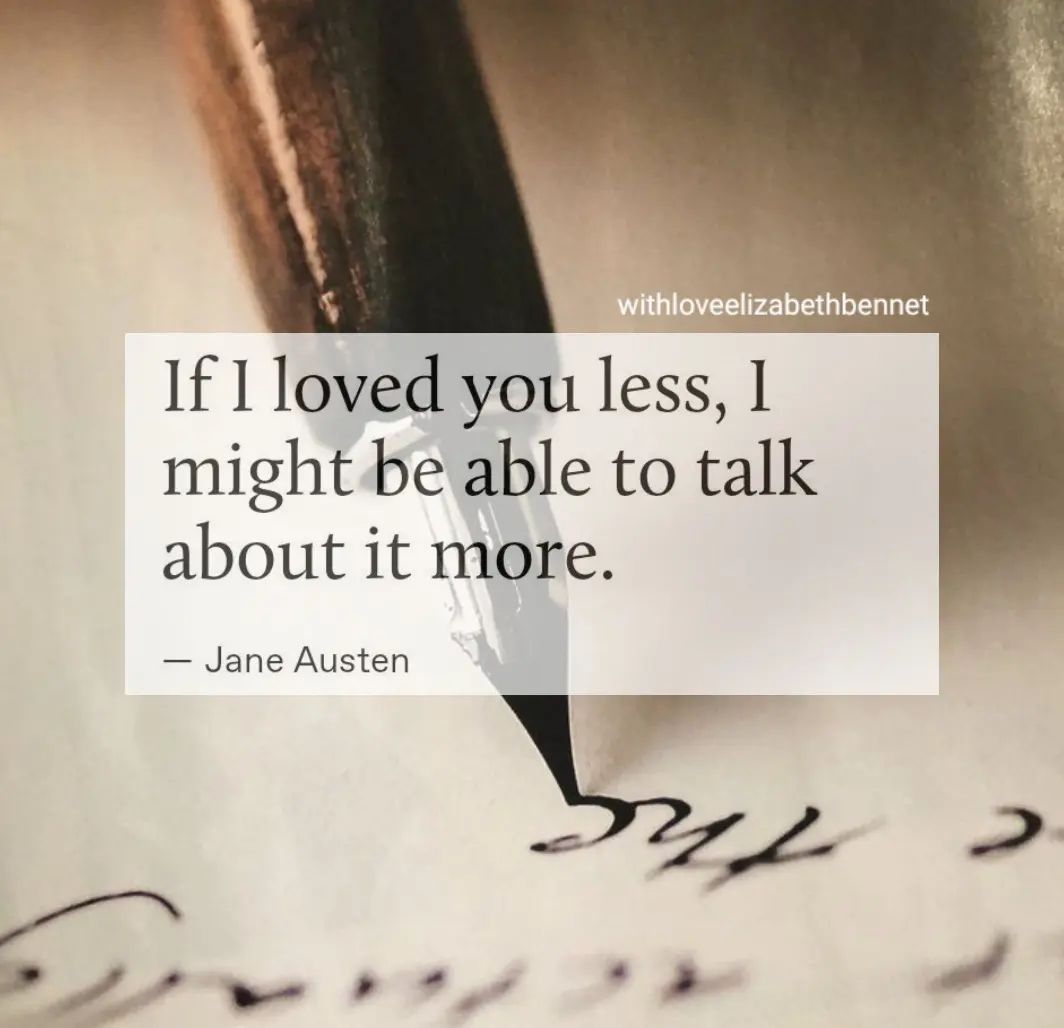 withloveelizabethbennet
If I loved you less, I
might be able to talk
about it more.
— Jane Austen